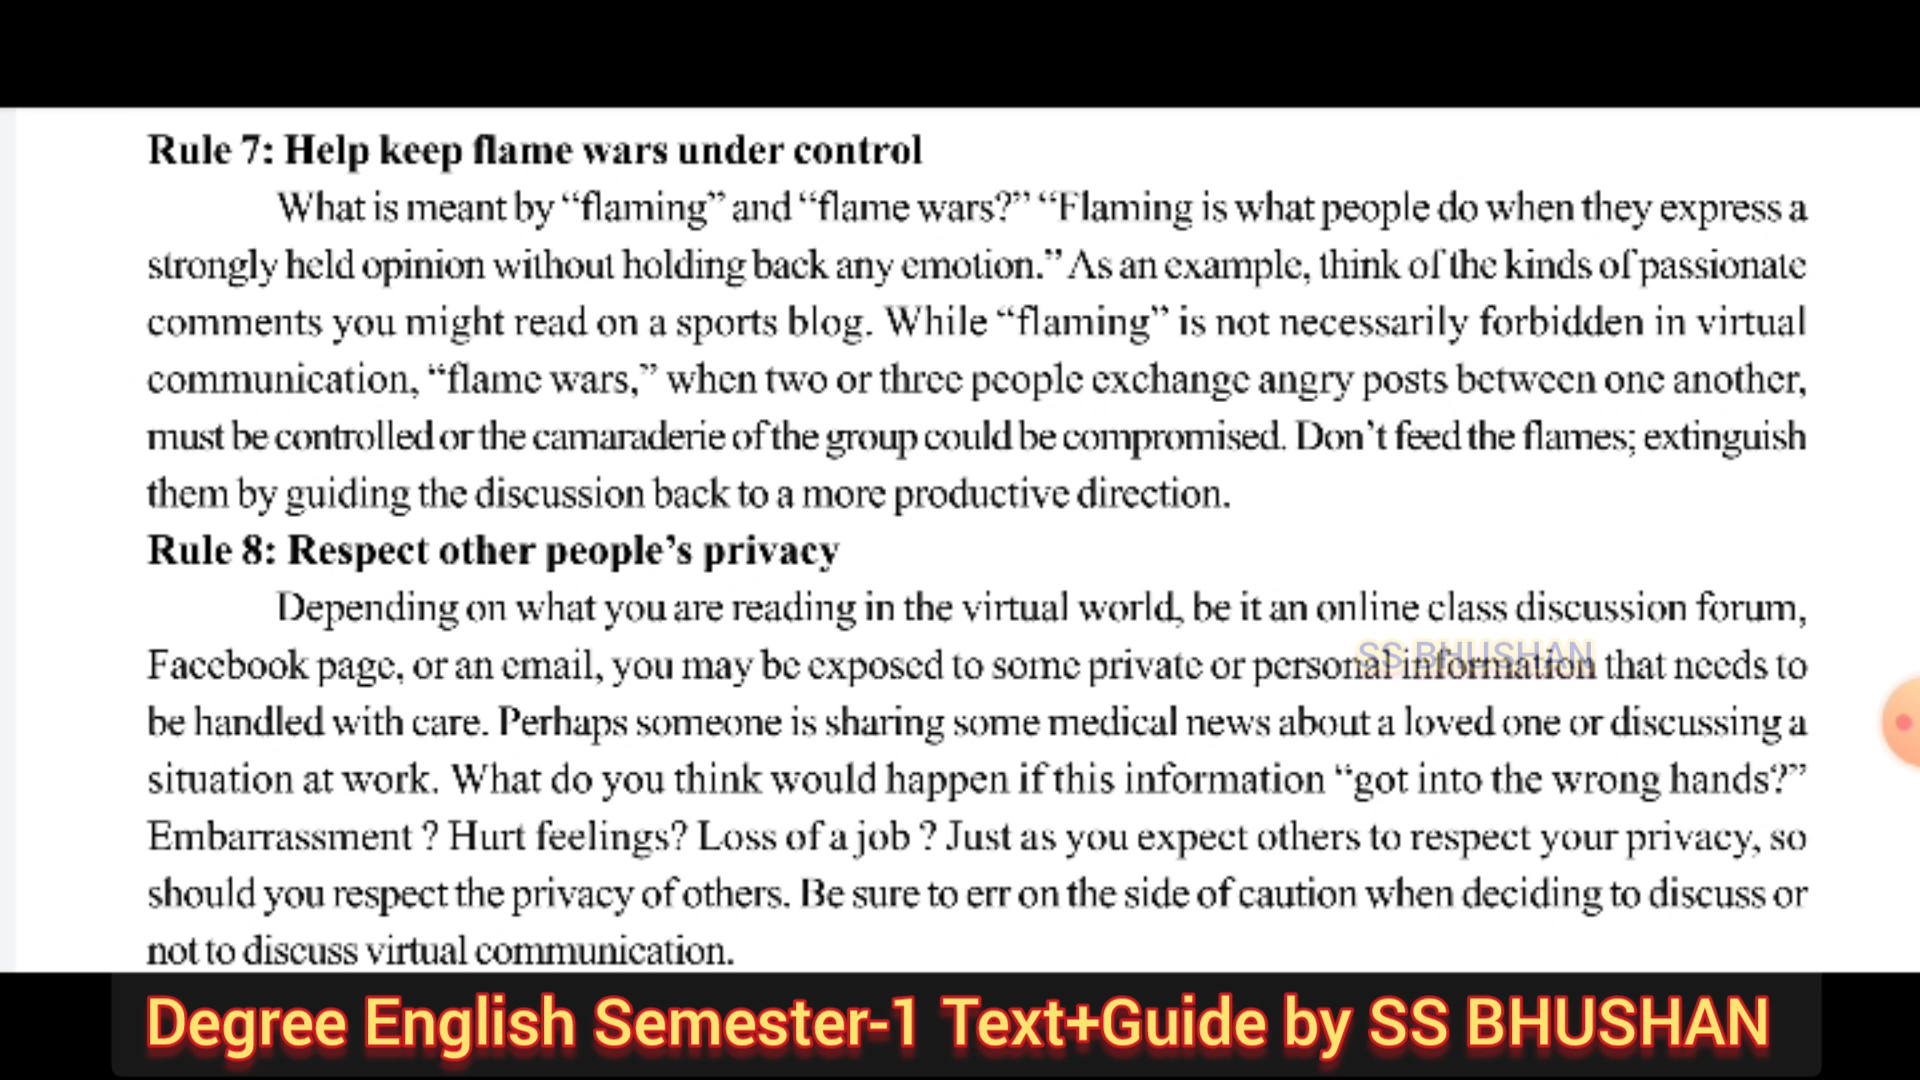 Rule 7: Help keep flame wars under control
What is meant by “flaming” and “flame wars?” “Flaming is what people do when they express a
strongly held opinion without holding back any emotion.” As an example, think of the kinds of passionate
comments you might read on a sports blog. While “flaming” is not necessarily forbidden in virtual
communication, “flame wars,” when two or three people exchange angry posts between one another,
must be controlled or the camaraderie of the group could be compromised. Don’t feed the flames; extinguish
them by guiding the discussion back to a more productive direction.
Rule 8: Respect other people’s privacy
Depending on what you are reading in the virtual world, be it an online class discussion forum,
Facebook page, or an email, you may be exposed to some private or personal information that needs to
SS BHUSHAN
be handled with care. Perhaps someone is sharing some medical news about a loved one or discussing a
situation at work. What do you think would happen if this information “got into the wrong hands?”
Embarrassment ? Hurt feelings? Loss of a job ? Just as you expect others to respect your privacy, so
should you respect the privacy of others. Be sure to err on the side of caution when deciding to discuss or
not to discuss virtual communication.
Degree English Semester-1 Text+Guide by SS BHUSHAN